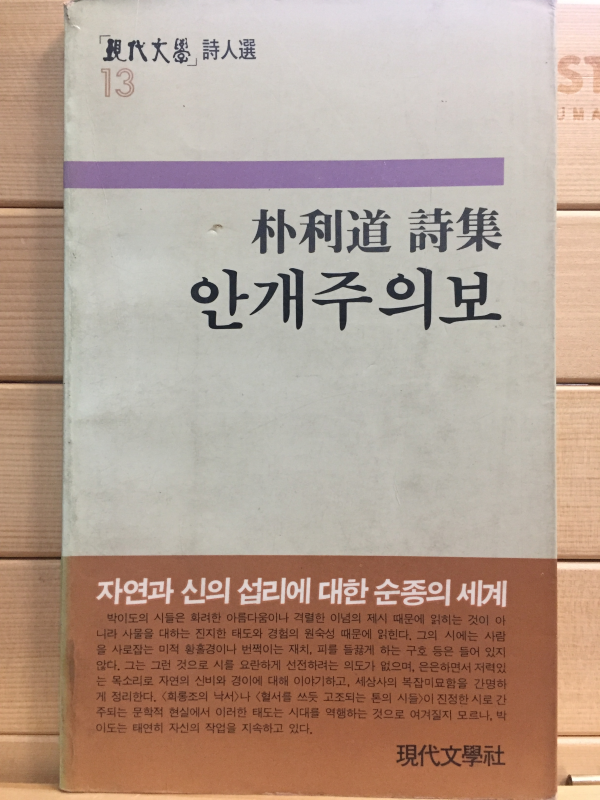 「現代文學」詩人選
13
朴利道 詩集
안개주의보
자연과 신의 섭리에 대한 순종의 세계
박이도의 시들은 화려한 아름다움이나 격렬한 이념의 제시 때문에 읽히는 것이 아
니라 사물을 대하는 진지한 태도와 경험의 원숙성 때문에 읽힌다. 그의 시에는 사람
을 사로잡는 미적 황홀경이나 번쩍이는 재치, 피를 들끓게 하는 구호 등은 들어 있지
않다. 그는 그런 것으로 시를 요란하게 선전하려는 의도가 없으며, 은은하면서 저력있
는 목소리로 자연의 신비와 경이에 대해 이야기하고, 세상사의 복잡미묘함을 간명하
게 정리한다. 〈희롱조의 낙서〉나 〈혈서를 쓰듯 고조되는 톤의 시들〉이 진정한 시로 간
주되는 문학적 현실에서 이러한 태도는 시대를 역행하는 것으로 여겨질지 모르나, 박
이도는 태연히 자신의 작업을 지속하고 있다.
現代文學社
ST
ÜMA